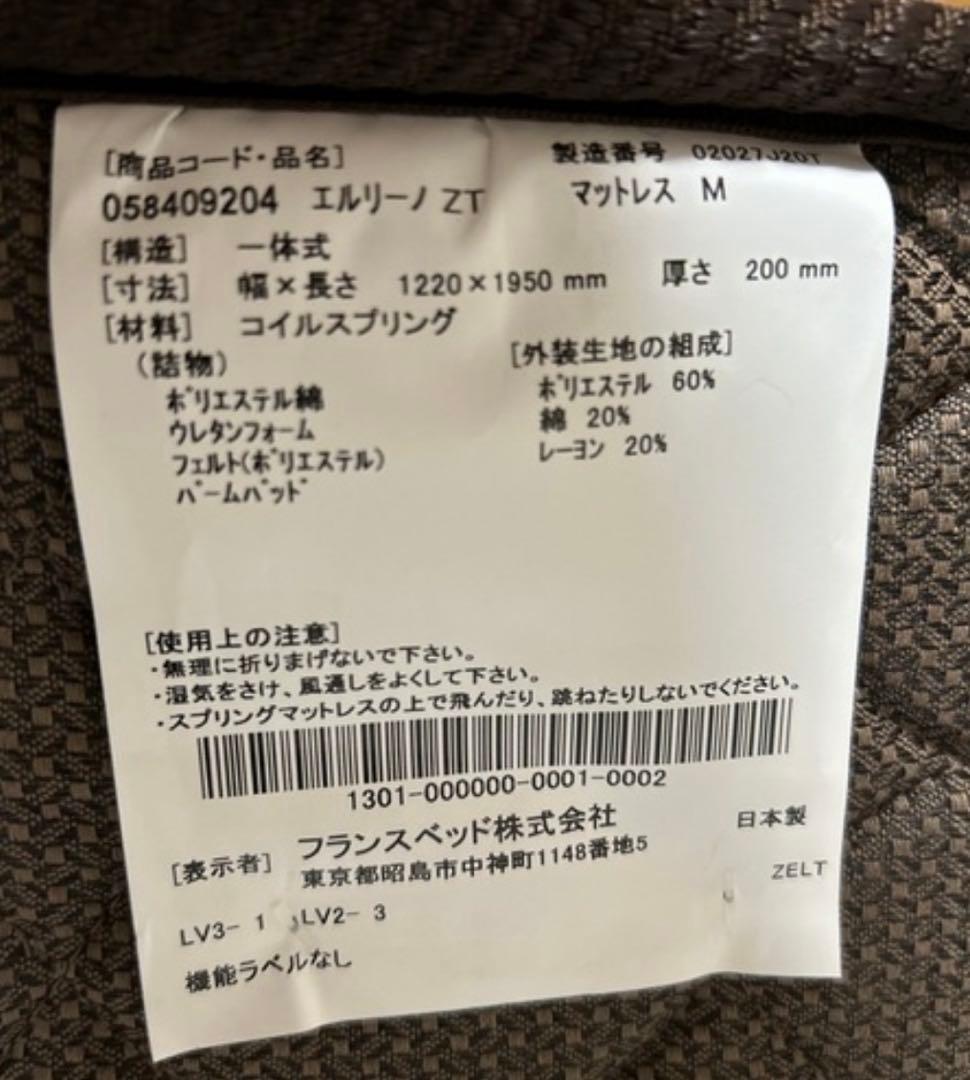 [商品コード・品名]
製造番号 02027J20T
058409204 エルリーノ ZT
マットレス M
[構造] 一体式
[寸法] 幅×長さ 1220×1950 mm 厚さ 200 mm
[材料] コイルスプリング
(詰物)
ポリエステル綿
ウレタンフォーム
フェルト(ポリエステル)
パームパッド
[外装生地の組成]
ポリエステル 60%
綿 20%
レーヨン 20%
[使用上の注意]
・無理に折りまげないで下さい。
・湿気をさけ、風通しをよくして下さい。
・スプリングマットレスの上で飛んだり、跳ねたりしないでください。
1301-000000-0001-0002
[表示者] フランスベッド株式会社
東京都昭島市中神町1148番地5
日本製
ZELT
LV3- 1 LV2- 3
機能ラベルなし